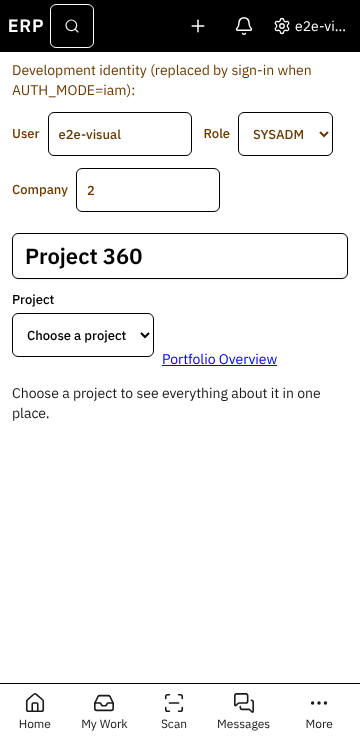 ERP
e2e-vi...
Development identity (replaced by sign-in when
AUTH_MODE=iam):
User
e2e-visual
Role
SYSADM
Company
2
Project 360
Project
Choose a project
Portfolio Overview
Choose a project to see everything about it in one
place.
Home
My Work
Scan
Messages
More